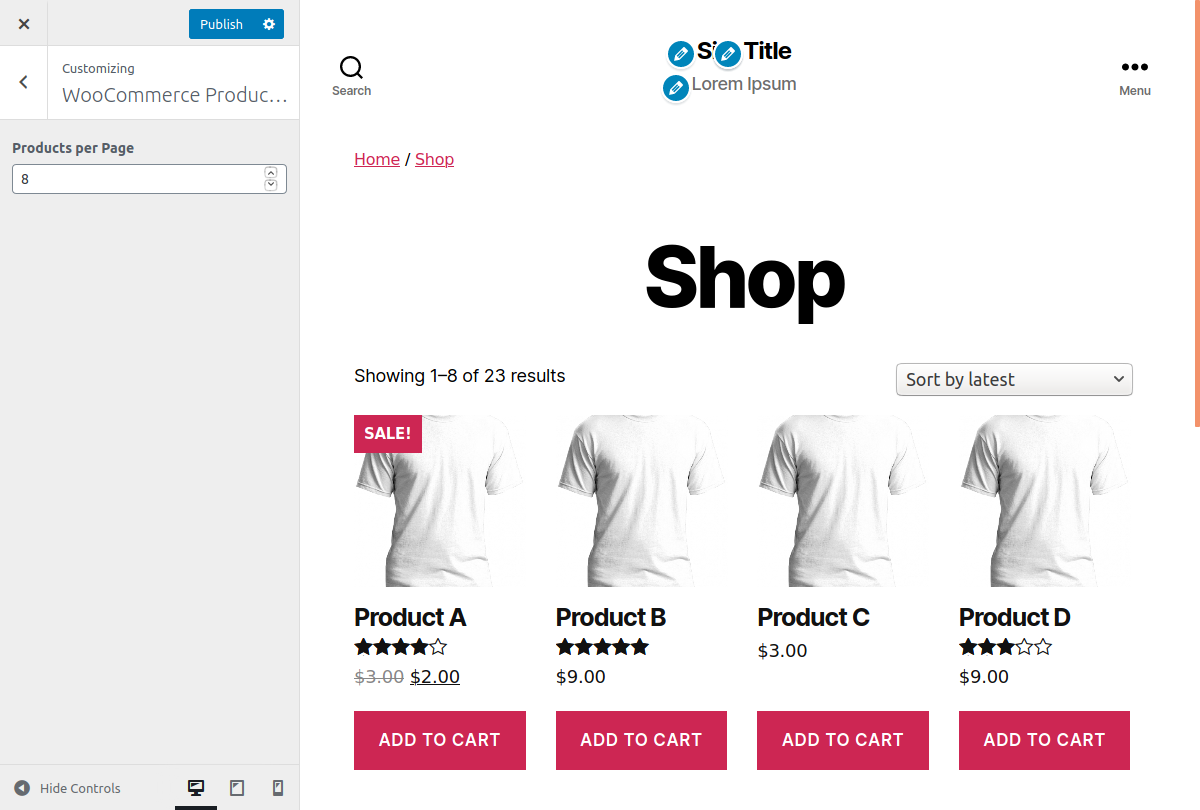 Publish
Customizing
WooCommerce Produc...
Products per Page
8
Hide Controls
Search
Title
Lorem Ipsum
Menu
Home / Shop
Shop
Showing 1–8 of 23 results
Sort by latest
SALE!
Product A
$3.00 $2.00
ADD TO CART
Product B
$9.00
ADD TO CART
Product C
$3.00
ADD TO CART
Product D
$9.00
ADD TO CART